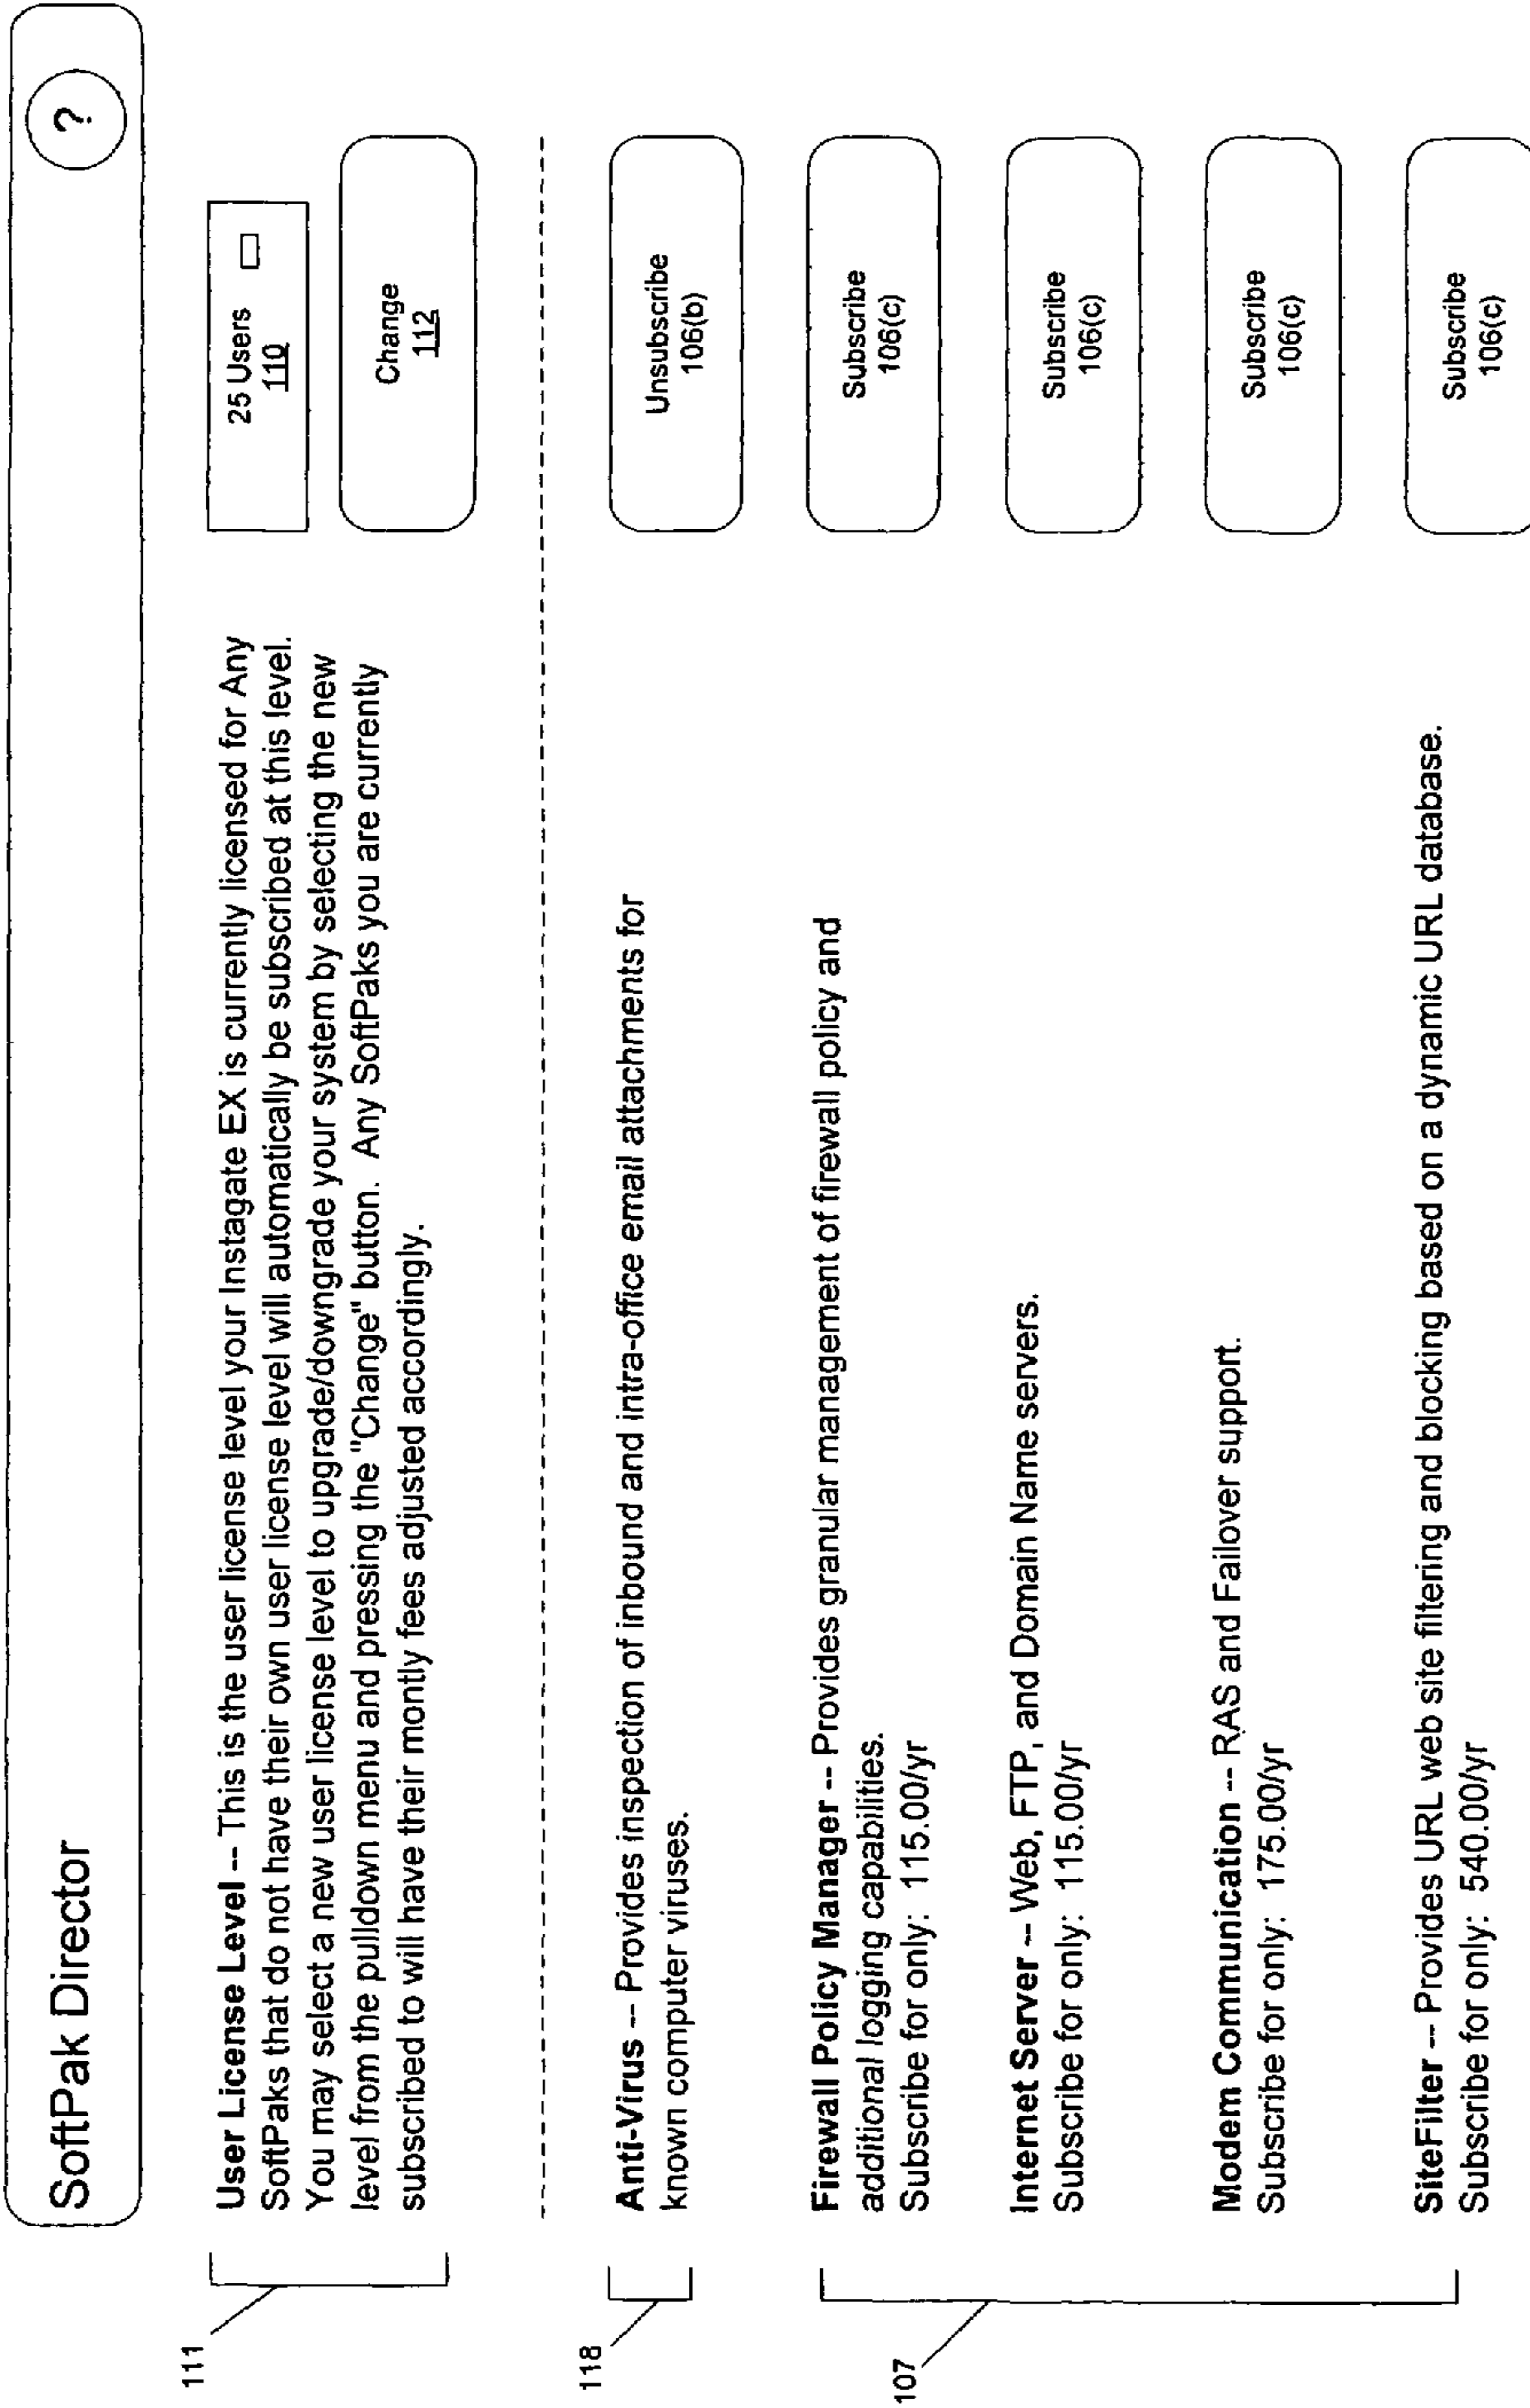 SoftPak Director
?
111
User License Level -- This is the user license level your Instagate EX is currently licensed for Any
SoftPaks that do not have their own user license level will automatically be subscribed at this level.
You may select a new user license level to upgrade/downgrade your system by selecting the new
level from the pulldown menu and pressing the "Change" button. Any SoftPaks you are currently
subscribed to will have their montly fees adjusted accordingly.
25 Users
110
Change
112
118
Anti-Virus -- Provides inspection of inbound and intra-office email attachments for
known computer viruses.
Unsubscribe
106(b)
107
Firewall Policy Manager -- Provides granular management of firewall policy and
additional logging capabilities.
Subscribe for only: 115.00/yr
Subscribe
106(c)
Internet Server -- Web, FTP, and Domain Name servers.
Subscribe for only: 115.00/yr
Subscribe
106(c)
Modem Communication -- RAS and Failover support.
Subscribe for only: 175.00/yr
Subscribe
106(c)
SiteFilter -- Provides URL web site filtering and blocking based on a dynamic URL database.
Subscribe for only: 540.00/yr
Subscribe
106(c)